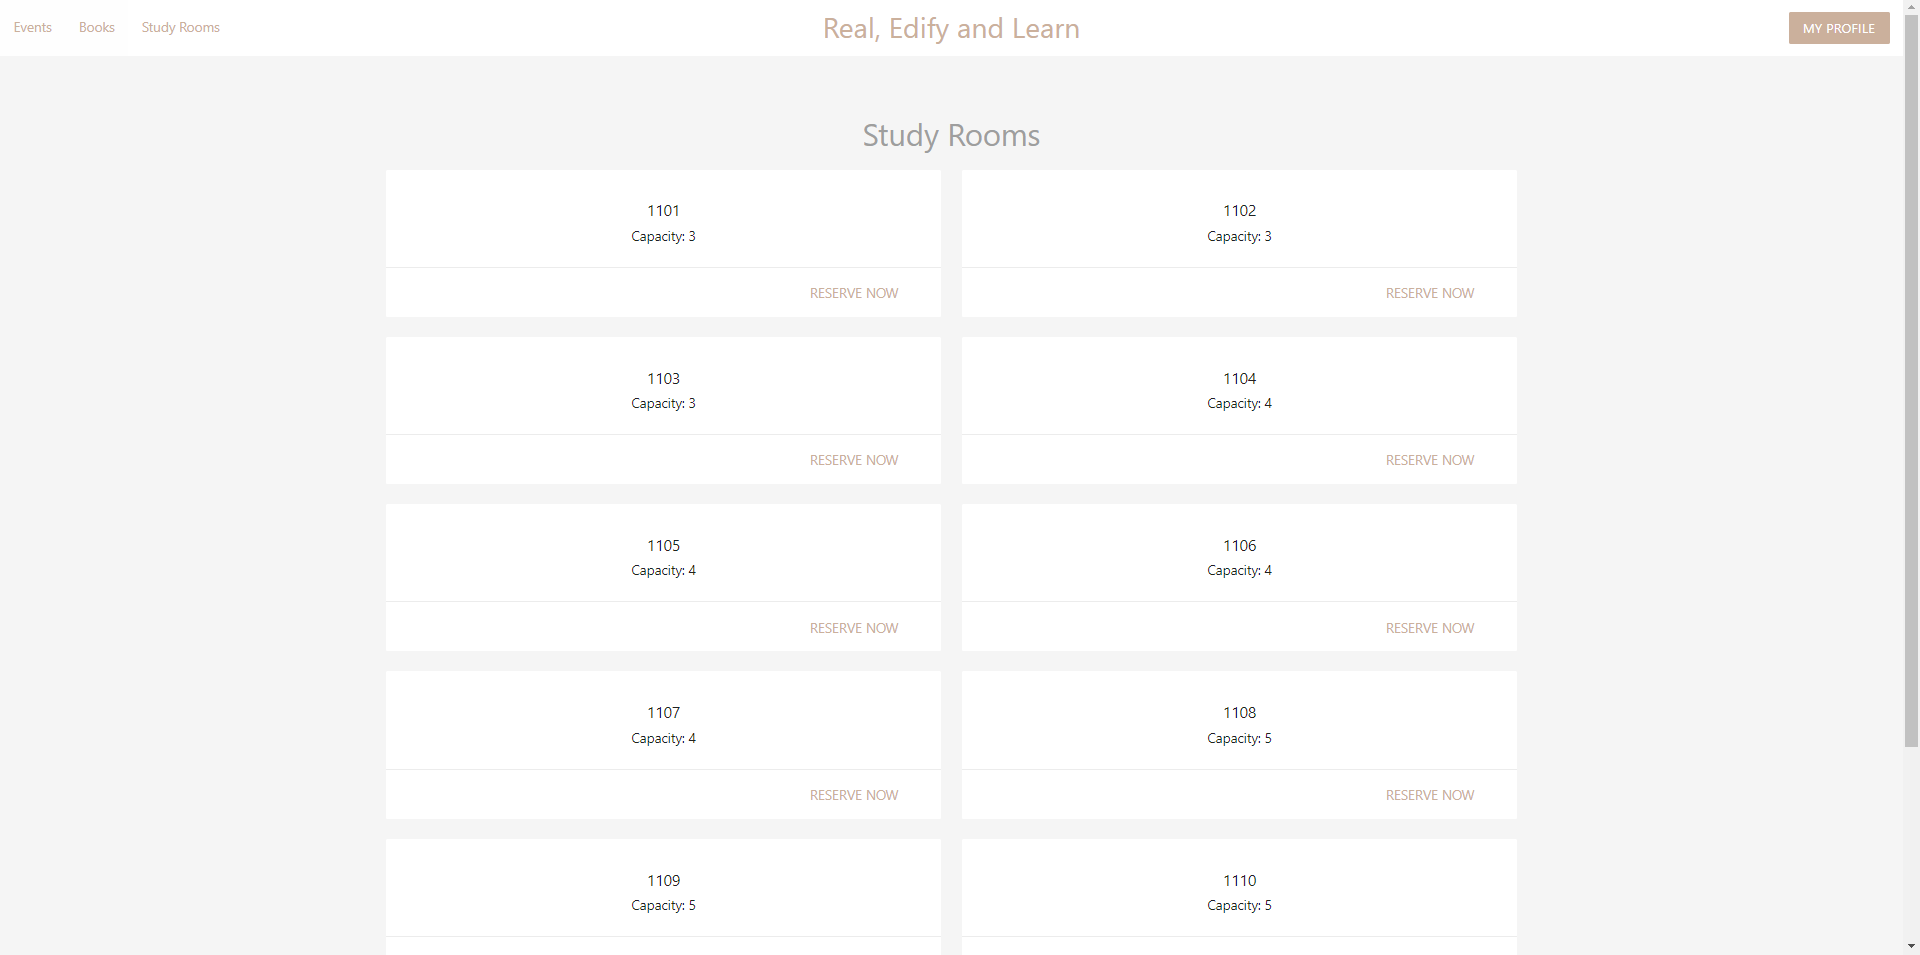 Events Books Study Rooms Real, Edify and Learn MY PROFILE
Study Rooms
1101
Capacity: 3
RESERVE NOW
1102
Capacity: 3
RESERVE NOW
1103
Capacity: 3
RESERVE NOW
1104
Capacity: 4
RESERVE NOW
1105
Capacity: 4
RESERVE NOW
1106
Capacity: 4
RESERVE NOW
1107
Capacity: 4
RESERVE NOW
1108
Capacity: 5
RESERVE NOW
1109
Capacity: 5
1110
Capacity: 5